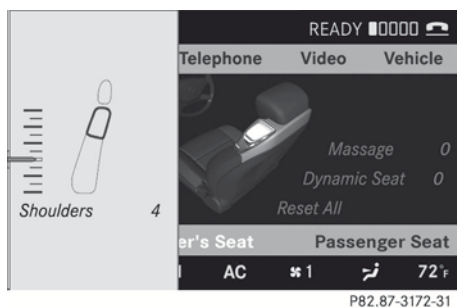 READY
Telephone Video Vehicle
Massage 0
Dynamic Seat 0
Reset All
Shoulders 4
er's Seat Passenger Seat
AC 1 72°F
P82.87-3172-31